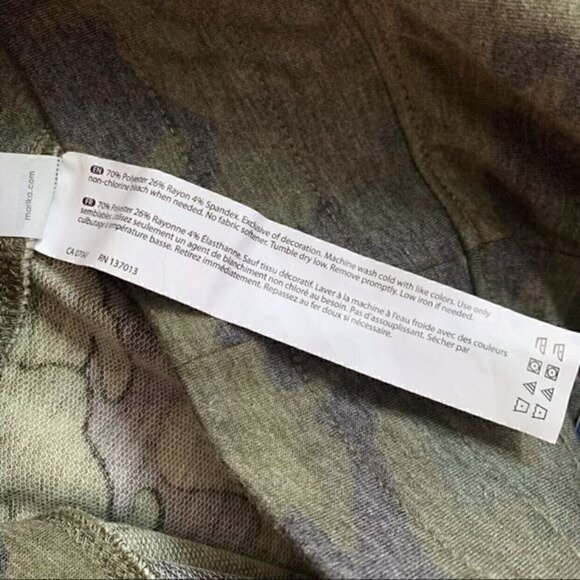 marika.com
EN 70% Polyester 26% Rayon 4% Spandex. Exclusive of decoration. Machine wash cold with like colors. Use only
non-chlorine bleach when needed. No fabric softener. Tumble dry low. Remove promptly. Low iron if needed.
FR 70% Polyester 26% Rayonne 4% Élasthanne. Sauf tissu décoratif. Laver à la machine à l'eau froide avec des couleurs
semblables utilisez seulement un agent de blanchiment non chloré au besoin. Pas d'assouplissant. Sécher par
culbutage à température basse. Retirez immédiatement. Repassez au fer doux si nécessaire.
RN 137013